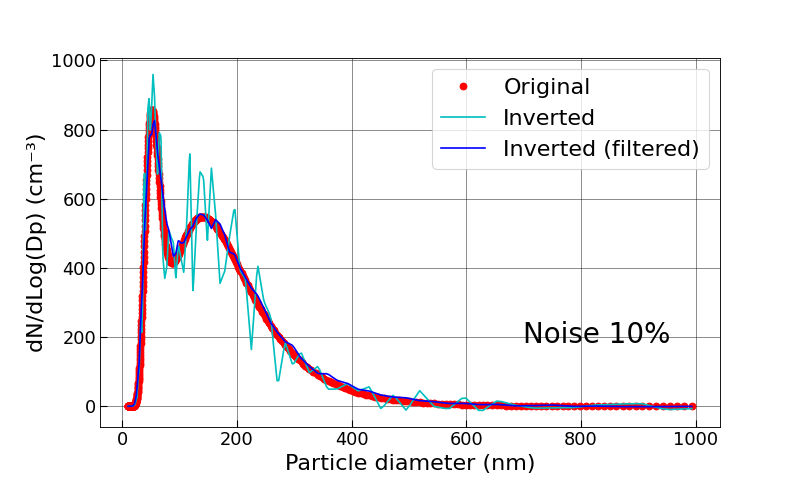 1000
800
600
400
200
0
dN/dLog(Dp) (cm⁻³)
Original
Inverted
Inverted (filtered)
Noise 10%
0 200 400 600 800 1000
Particle diameter (nm)